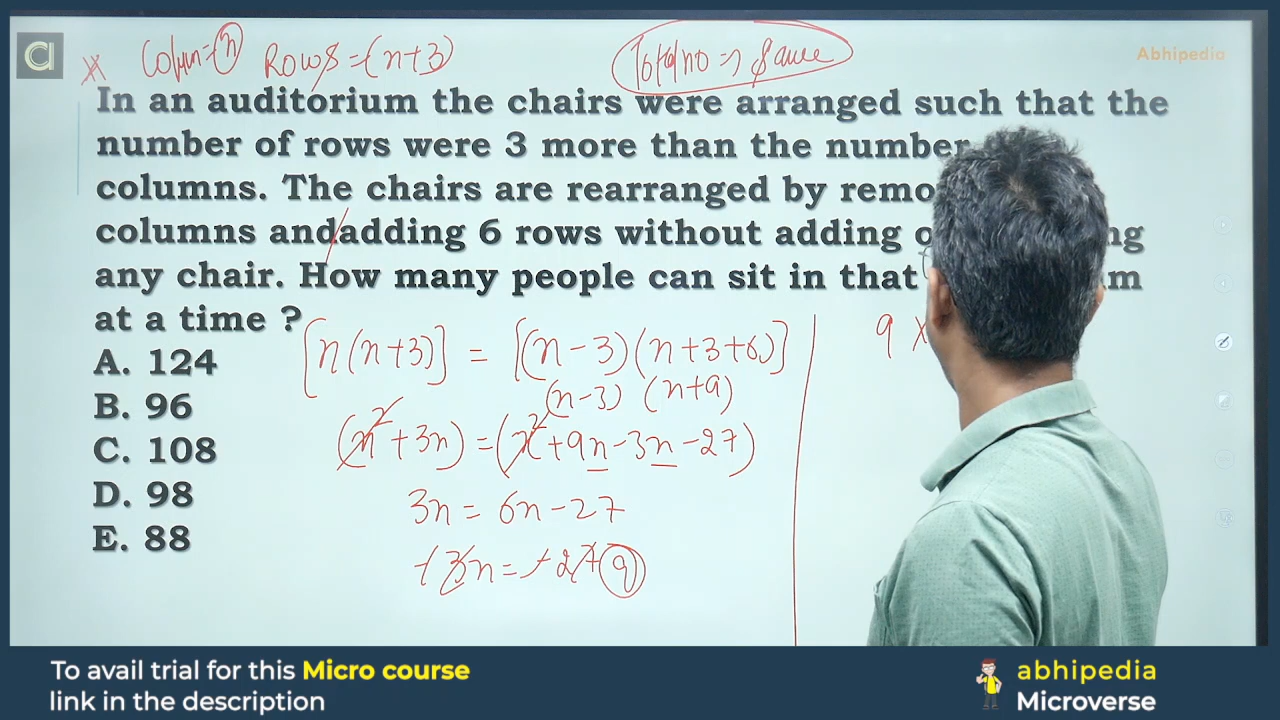 Column=(n) Rows=(n+3) Total no => Same
Abhipedia
In an auditorium the chairs were arranged such that the
number of rows were 3 more than the number
columns. The chairs are rearranged by remo
columns andadding 6 rows without adding o ng
any chair. How many people can sit in that m
at a time ?
[n(n+3)] = [(n-3)(n+3+6)]
A. 124
(n-3) (n+9)
B. 96
(n²+3n)=(n²+9n-3n-27)
C. 108
3n = 6n-27
D. 98
+3n=+27 9
E. 88
9 ×
To avail trial for this Micro course
link in the description
abhipedia
Microverse